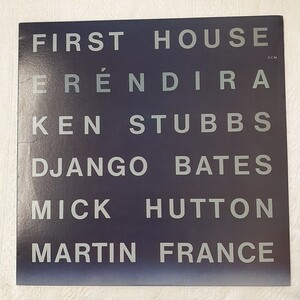 FIRST HOUSE
ECM
ERÉNDIRA
KEN STUBBS
DJANGO BATES
MICK HUTTON
MARTIN FRANCE